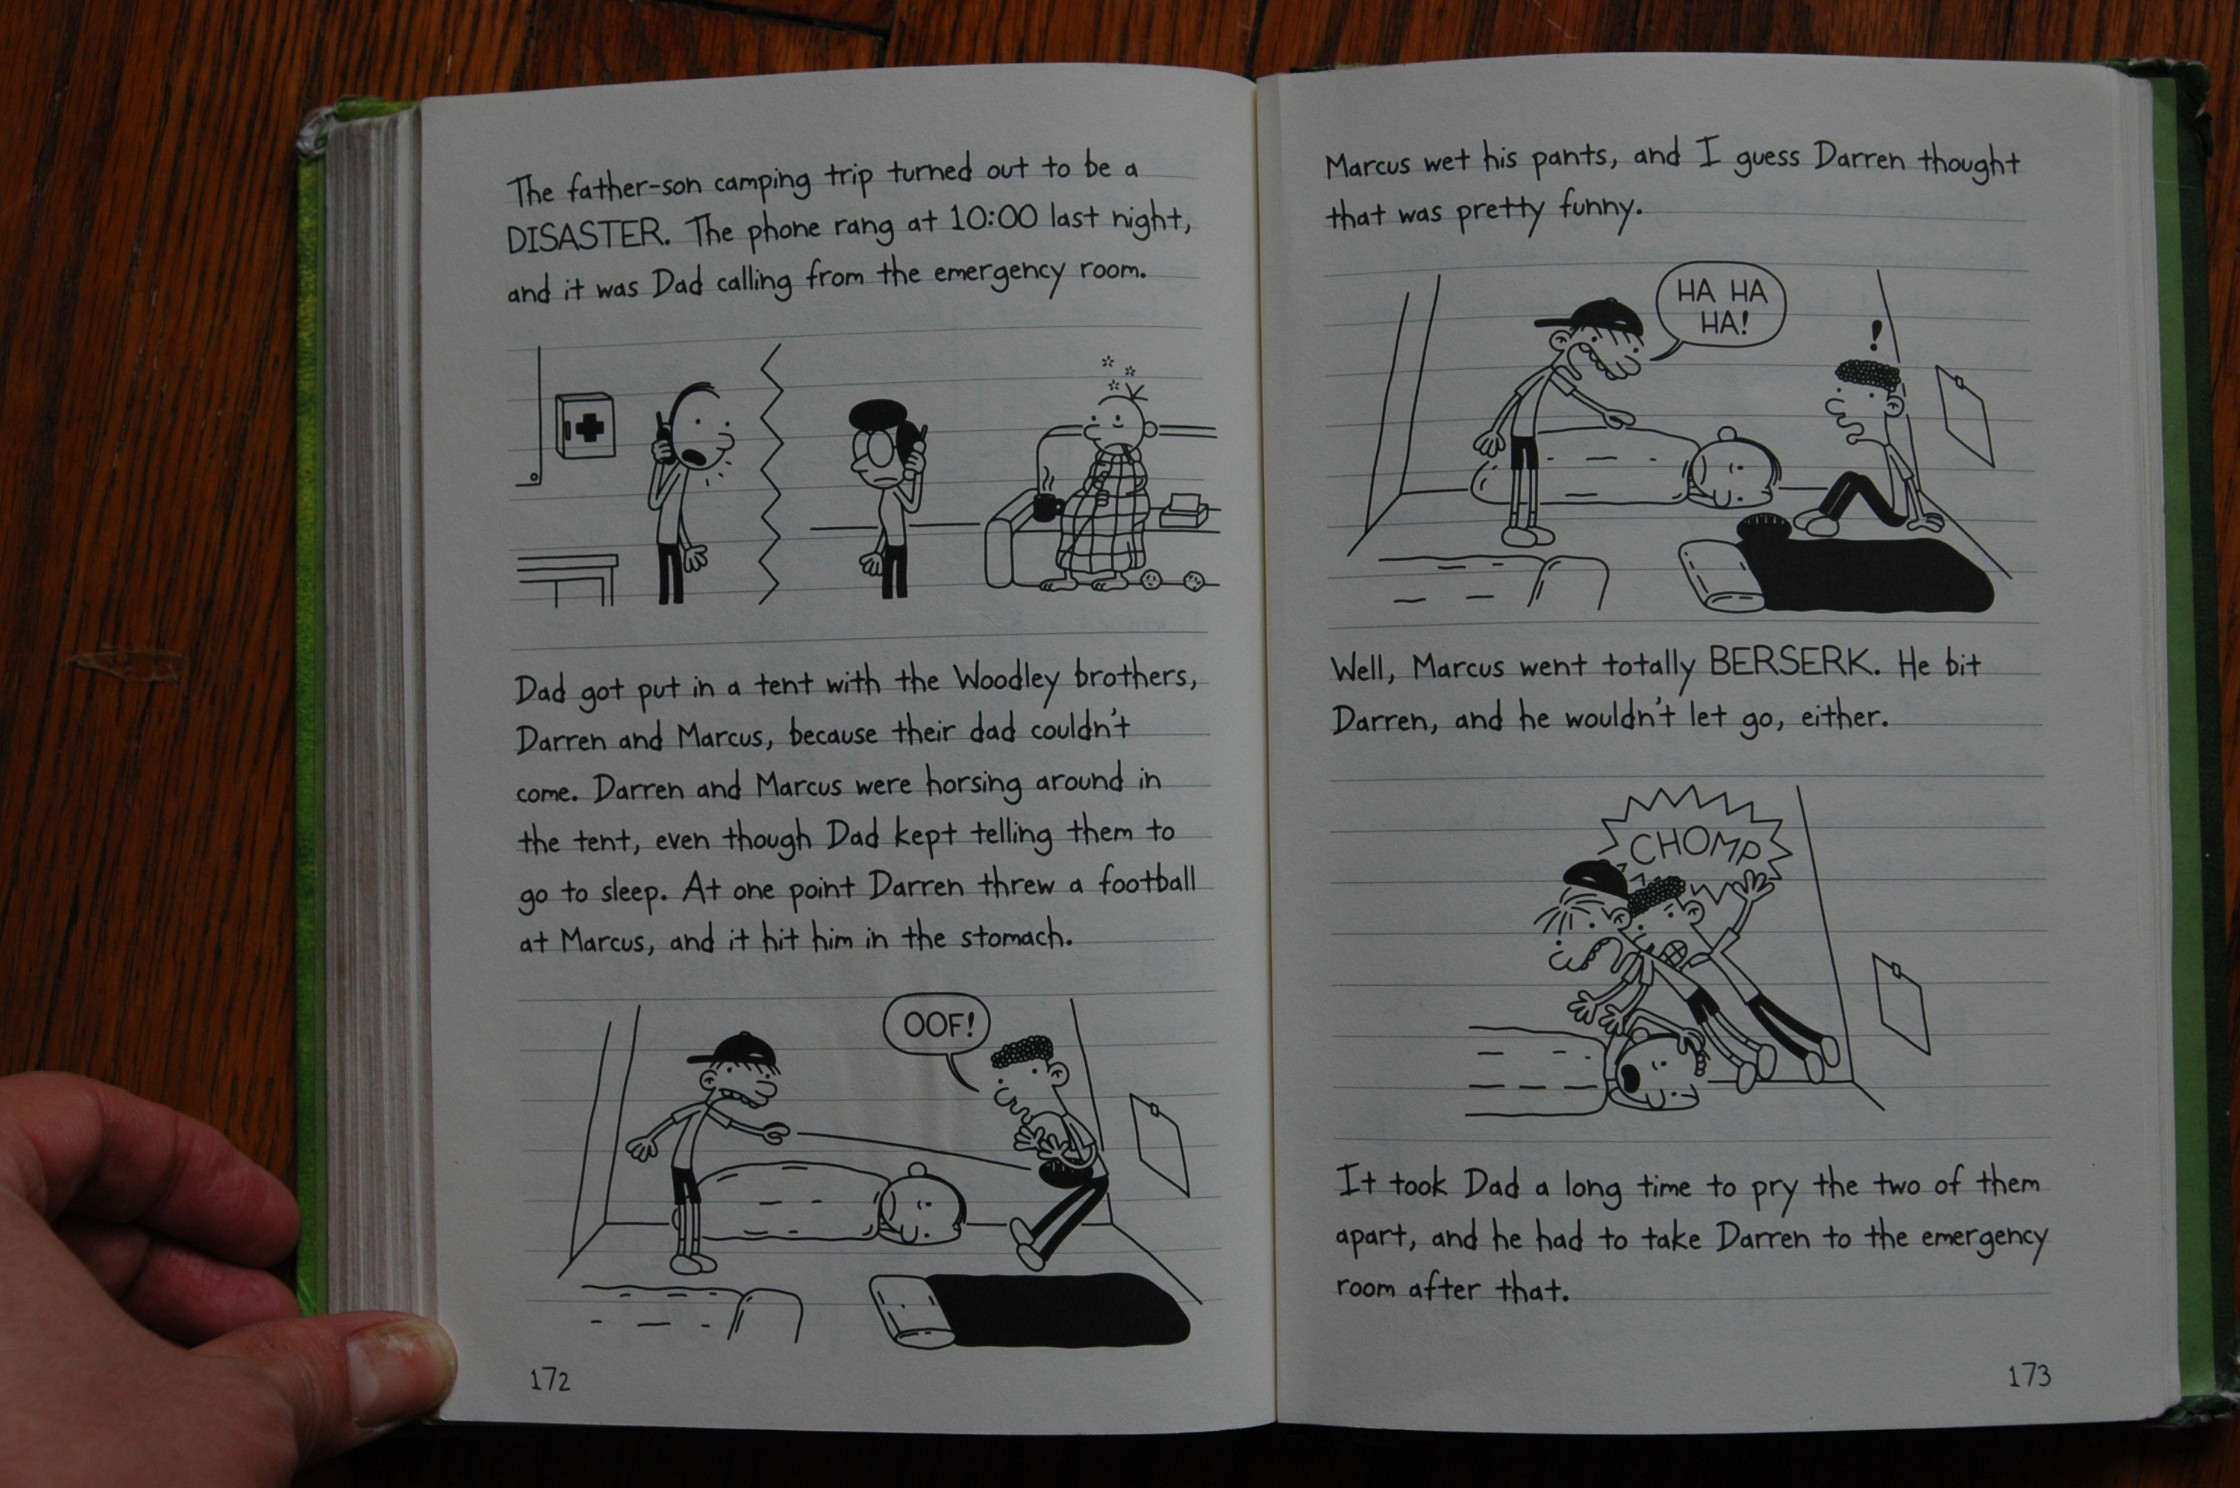 The father-son camping trip turned out to be a
DISASTER. The phone rang at 10:00 last night,
and it was Dad calling from the emergency room.
Dad got put in a tent with the Woodley brothers,
Darren and Marcus, because their dad couldn't
come. Darren and Marcus were horsing around in
the tent, even though Dad kept telling them to
go to sleep. At one point Darren threw a football
at Marcus, and it hit him in the stomach.
OOF!
172
Marcus wet his pants, and I guess Darren thought
that was pretty funny.
HA HA
HA!
!
Well, Marcus went totally BERSERK. He bit
Darren, and he wouldn't let go, either.
CHOMP
It took Dad a long time to pry the two of them
apart, and he had to take Darren to the emergency
room after that.
173